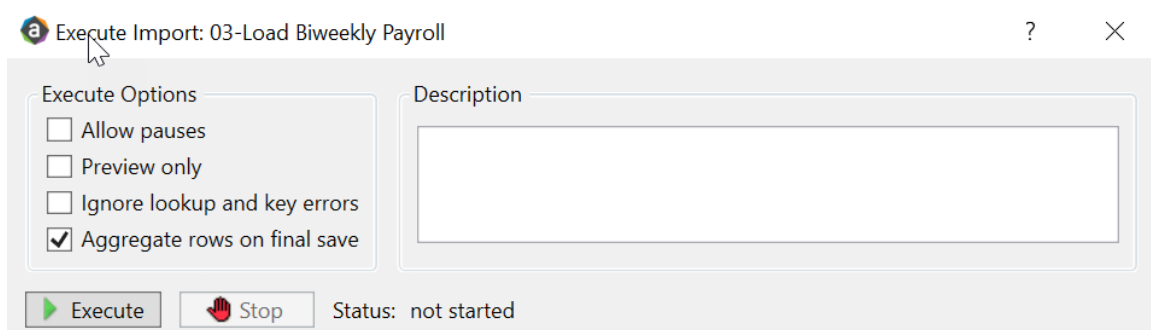 Execute Import: 03-Load Biweekly Payroll
Execute Options
Allow pauses
Preview only
Ignore lookup and key errors
Aggregate rows on final save
Description
Execute
Stop
Status: not started